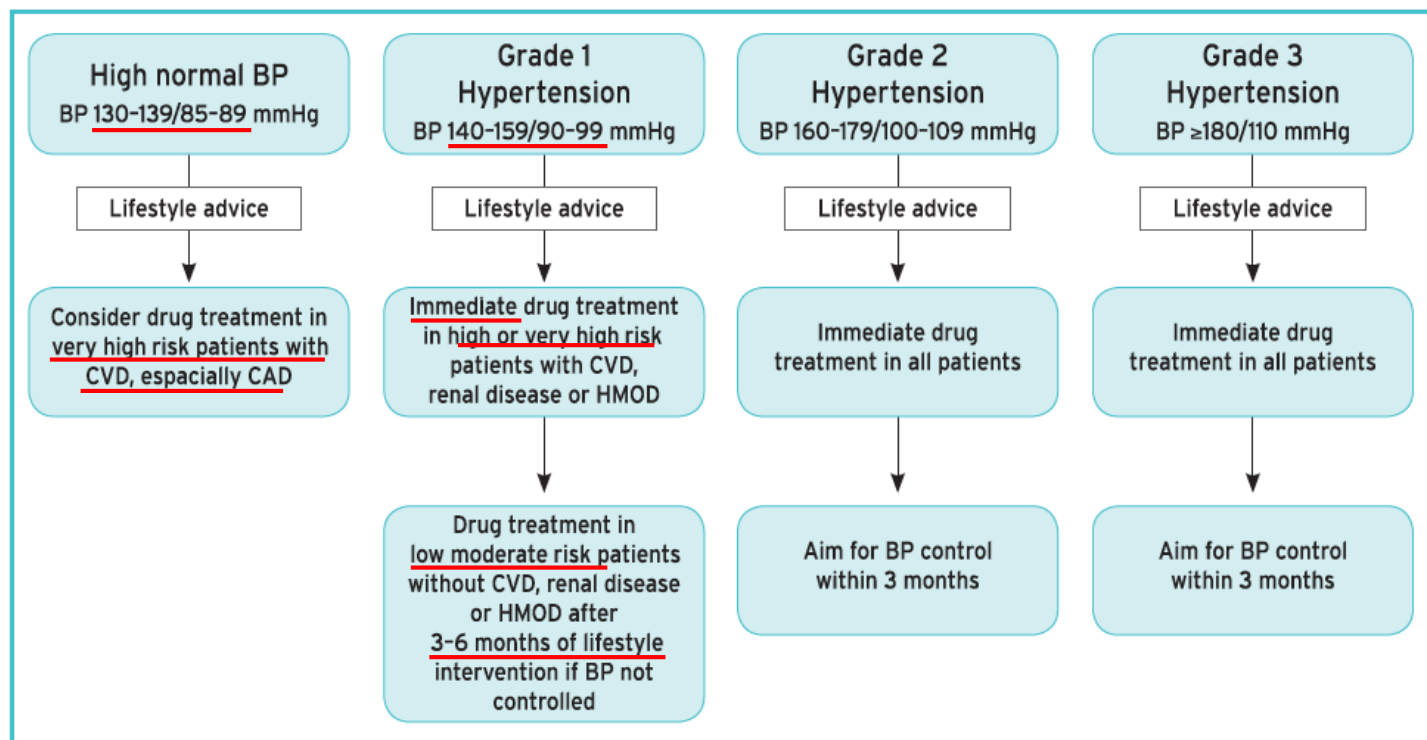 High normal BP
BP 130-139/85-89 mmHg
Lifestyle advice
Consider drug treatment in
very high risk patients with
CVD, espacially CAD
Grade 1
Hypertension
BP 140-159/90-99 mmHg
Lifestyle advice
Immediate drug treatment
in high or very high risk
patients with CVD,
renal disease or HMOD
Drug treatment in
low moderate risk patients
without CVD, renal disease
or HMOD after
3-6 months of lifestyle
intervention if BP not
controlled
Grade 2
Hypertension
BP 160-179/100-109 mmHg
Lifestyle advice
Immediate drug
treatment in all patients
Aim for BP control
within 3 months
Grade 3
Hypertension
BP ≥180/110 mmHg
Lifestyle advice
Immediate drug
treatment in all patients
Aim for BP control
within 3 months